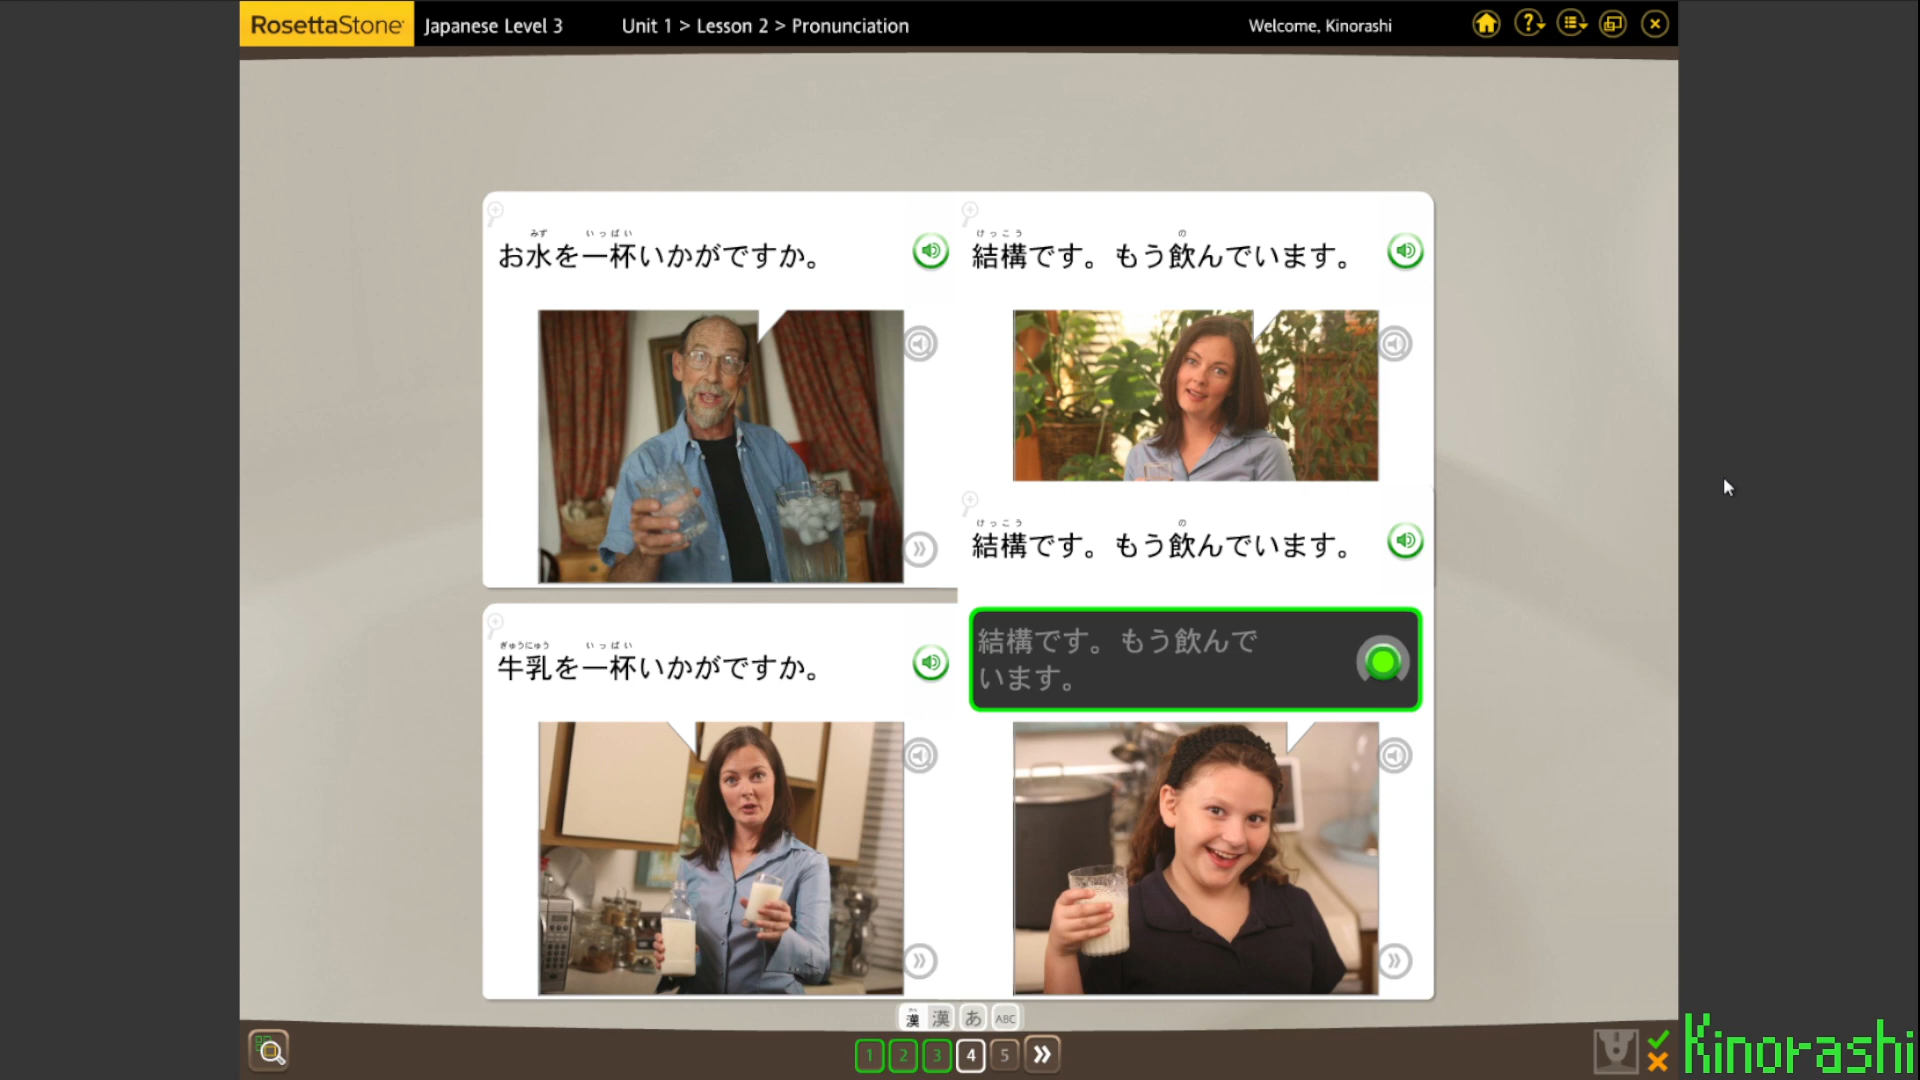 RosettaStone
Japanese Level 3
Unit 1 > Lesson 2 > Pronunciation
Welcome, Kinorashi
みず いっぱい
お水を一杯いかがですか。
けっこう の
結構です。もう飲んでいます。
けっこう の
結構です。もう飲んでいます。
結構です。もう飲んで
います。
ぎゅうにゅう いっぱい
牛乳を一杯いかがですか。
漢 漢 あ ABC
1 2 3 4 5
Kinorashi